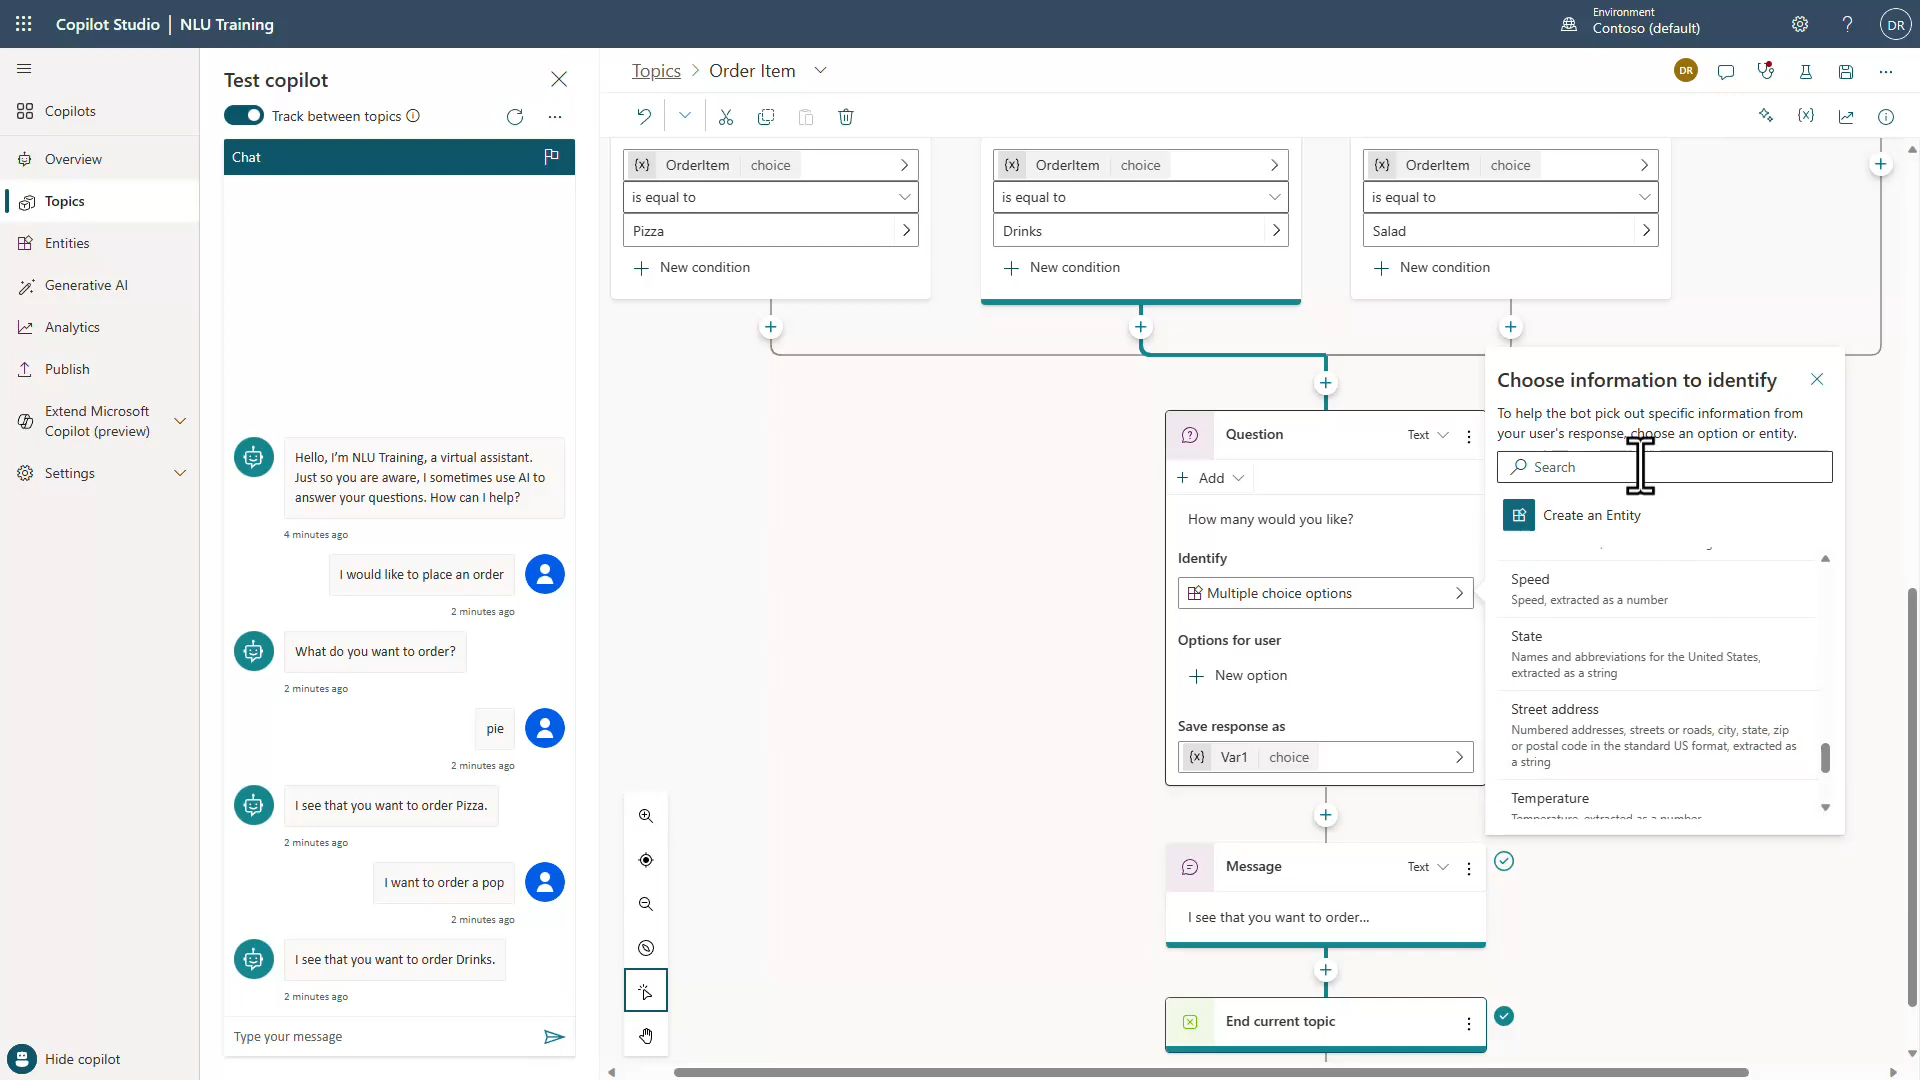 Copilot Studio | NLU Training
Environment
Contoso (default)
DR
Copilots
Overview
Topics
Entities
Generative AI
Analytics
Publish
Extend Microsoft
Copilot (preview)
Settings
Hide copilot
Test copilot
Track between topics
Chat
Hello, I'm NLU Training, a virtual assistant.
Just so you are aware, I sometimes use AI to
answer your questions. How can I help?
4 minutes ago
I would like to place an order
2 minutes ago
What do you want to order?
2 minutes ago
pie
2 minutes ago
I see that you want to order Pizza.
2 minutes ago
I want to order a pop
2 minutes ago
I see that you want to order Drinks.
2 minutes ago
Type your message
Topics > Order Item
DR
{x} OrderItem choice
is equal to
Pizza
New condition
{x} OrderItem choice
is equal to
Drinks
New condition
{x} OrderItem choice
is equal to
Salad
New condition
Question
Text
Add
How many would you like?
Identify
Multiple choice options
Options for user
New option
Save response as
{x} Var1 choice
Message
Text
I see that you want to order...
End current topic
Choose information to identify
To help the bot pick out specific information from
your user's response, choose an option or entity.
Search
Create an Entity
Speed
Speed, extracted as a number
State
Names and abbreviations for the United States,
extracted as a string
Street address
Numbered addresses, streets or roads, city, state, zip
or postal code in the standard US format, extracted as
a string
Temperature
Temperature, extracted as a number